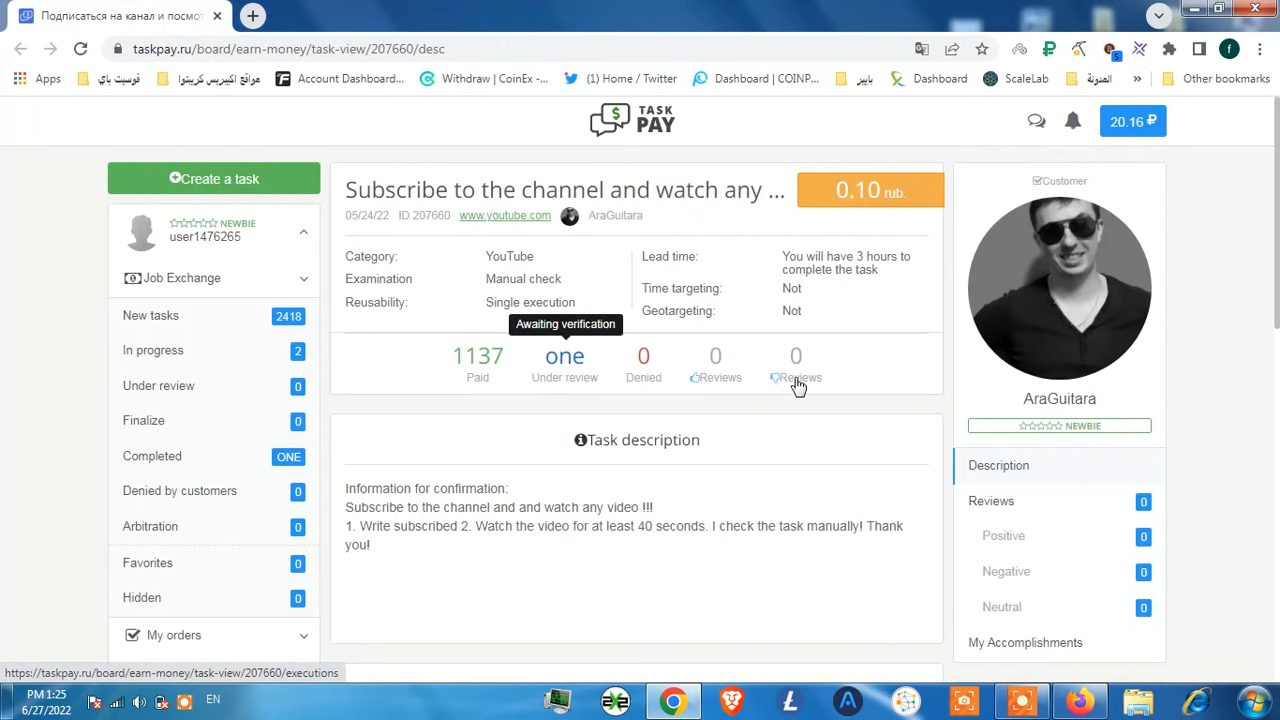 Подписаться на канал и посмот
taskpay.ru/board/earn-money/task-view/207660/desc
5
f
Apps
فوسيت باي
مواقع اكيبريس كريبتوا
Account Dashboard...
Withdraw | CoinEx -...
(1) Home / Twitter
Dashboard | COINP...
بايير
Dashboard
ScaleLab
المدونة
»
Other bookmarks
TASK PAY
20.16 ₽
Create a task
NEWBIE
user1476265
Job Exchange
New tasks 2418
In progress 2
Under review 0
Finalize 0
Completed ONE
Denied by customers 0
Arbitration 0
Favorites 0
Hidden 0
My orders
Subscribe to the channel and watch any ...
0.10 rub.
05/24/22 ID 207660 www.youtube.com AraGuitara
Category: YouTube
Examination Manual check
Reusability: Single execution
Lead time: You will have 3 hours to
complete the task
Time targeting: Not
Geotargeting: Not
Awaiting verification
1137 one 0 0 0
Paid Under review Denied Reviews Reviews
Task description
Information for confirmation:
Subscribe to the channel and and watch any video !!!
1. Write subscribed 2. Watch the video for at least 40 seconds. I check the task manually! Thank
you!
Customer
AraGuitara
NEWBIE
Description
Reviews 0
Positive 0
Negative 0
Neutral 0
My Accomplishments
https://taskpay.ru/board/earn-money/task-view/207660/executions
PM 1:25
6/27/2022
EN